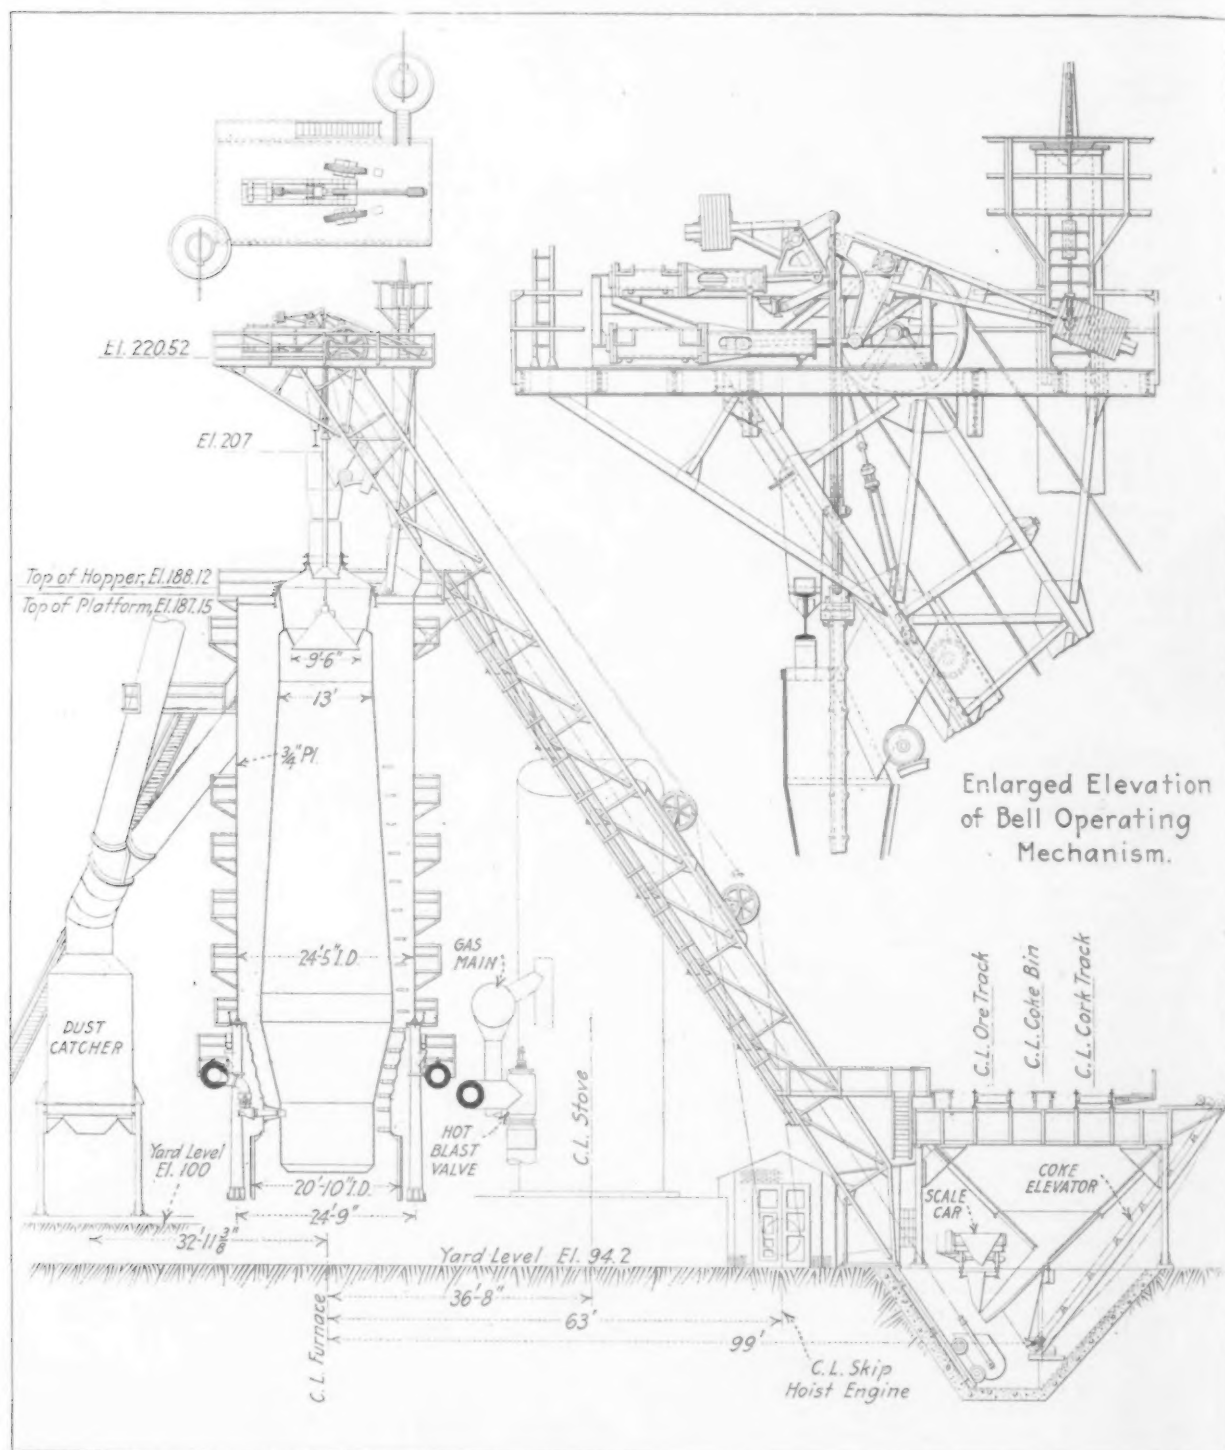 El. 220.52
El. 207
Top of Hopper, El. 188.12
Top of Platform, El. 187.15
9'-6"
13'
3/4" Pl.
Enlarged Elevation
of Bell Operating
Mechanism.
24'-5" I.D.
GAS
MAIN
C.L. Ore Track
C.L. Coke Bin
C.L. Cork Track
DUST
CATCHER
C.L. Stove
HOT
BLAST
VALVE
Yard Level
El. 100
20'-10" I.D.
24'-9"
32'-11 3/8"
SCALE
CAR
COKE
ELEVATOR
Yard Level El. 94.2
36'-8"
63'
99'
C.L. Furnace
C.L. Skip
Hoist Engine